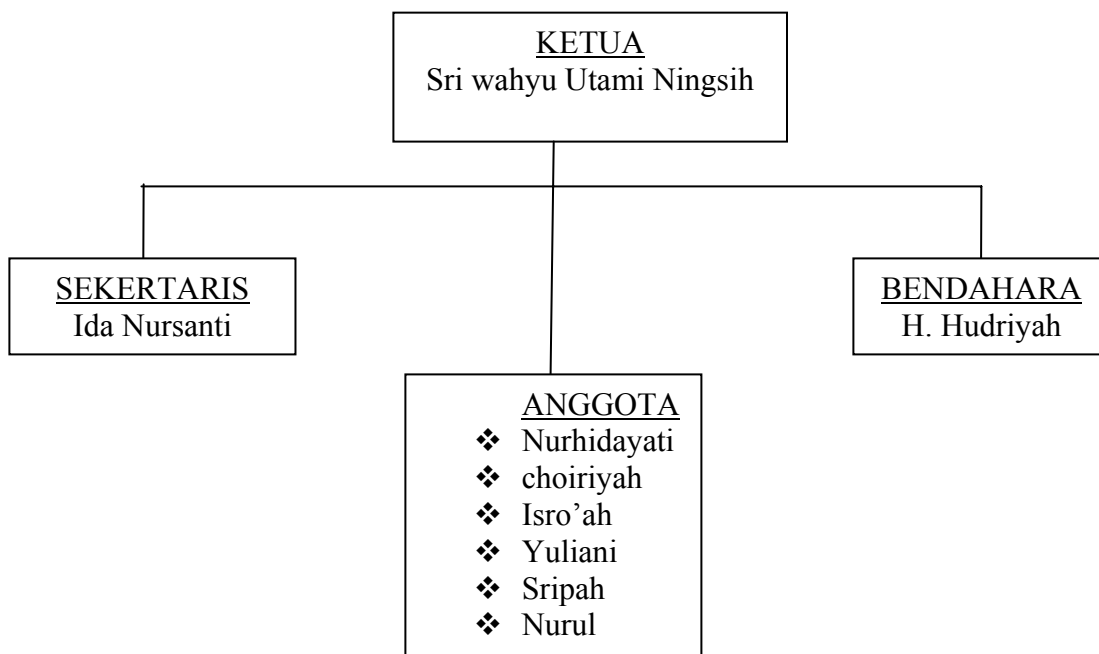 KETUA
Sri wahyu Utami Ningsih
SEKERTARIS
Ida Nursanti
BENDAHARA
H. Hudriyah
ANGGOTA
❖ Nurhidayati
❖ choiriyah
❖ Isro’ah
❖ Yuliani
❖ Sripah
❖ Nurul